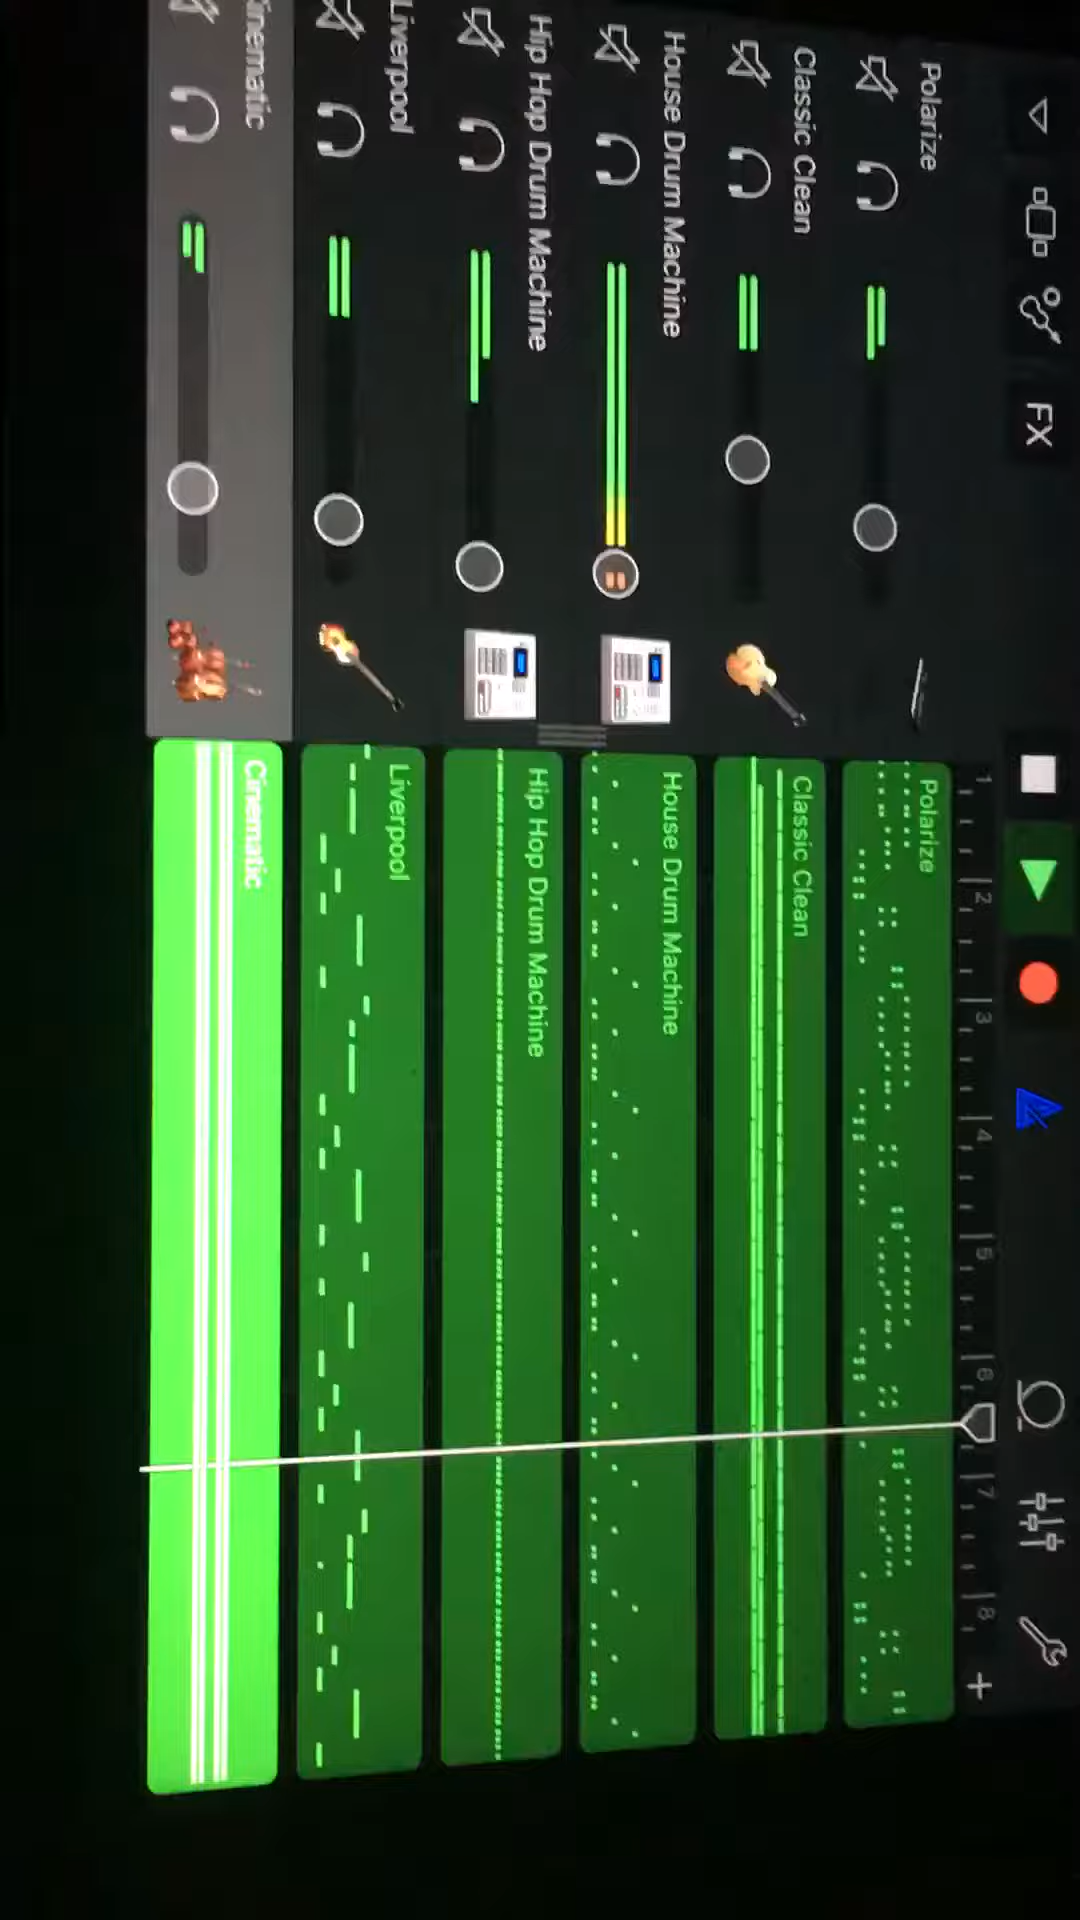 FX
1 2 3 4 5 6 7 8 +
Polarize
Polarize
Classic Clean
Classic Clean
House Drum Machine
House Drum Machine
Hip Hop Drum Machine
Hip Hop Drum Machine
Liverpool
Liverpool
inematic
Cinematic